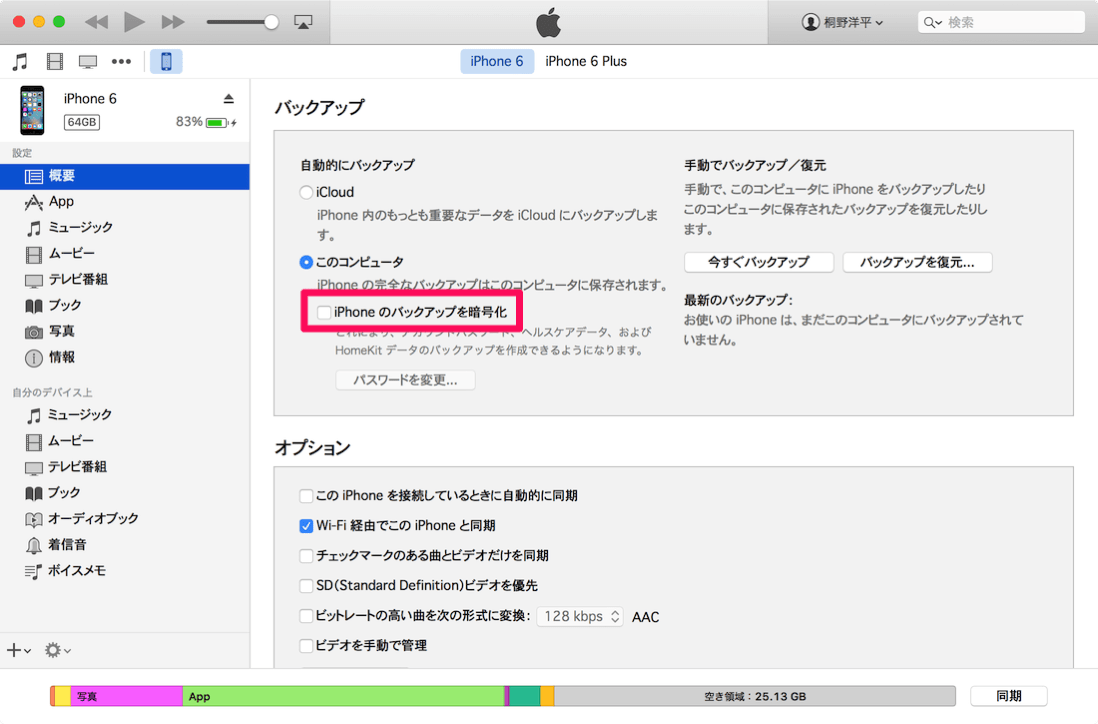 桐野洋平
検索
iPhone 6
iPhone 6 Plus
iPhone 6
64GB
83%
設定
概要
App
ミュージック
ムービー
テレビ番組
ブック
写真
情報
自分のデバイス上
ミュージック
ムービー
テレビ番組
ブック
オーディオブック
着信音
ボイスメモ
バックアップ
自動的にバックアップ
iCloud
iPhone 内のもっとも重要なデータを iCloud にバックアップしま
す。
このコンピュータ
iPhone の完全なバックアップはこのコンピュータに保存されます。
iPhone のバックアップを暗号化
これにより、アカウントパスワード、ヘルスケアデータ、および
HomeKit データのバックアップを作成できるようになります。
パスワードを変更...
手動でバックアップ／復元
手動で、このコンピュータに iPhone をバックアップしたり
このコンピュータに保存されたバックアップを復元したりし
ます。
今すぐバックアップ
バックアップを復元...
最新のバックアップ：
お使いの iPhone は、まだこのコンピュータにバックアップされて
いません。
オプション
この iPhone を接続しているときに自動的に同期
Wi-Fi 経由でこの iPhone と同期
チェックマークのある曲とビデオだけを同期
SD（Standard Definition）ビデオを優先
ビットレートの高い曲を次の形式に変換： 128 kbps AAC
ビデオを手動で管理
写真
App
空き領域：25.13 GB
同期